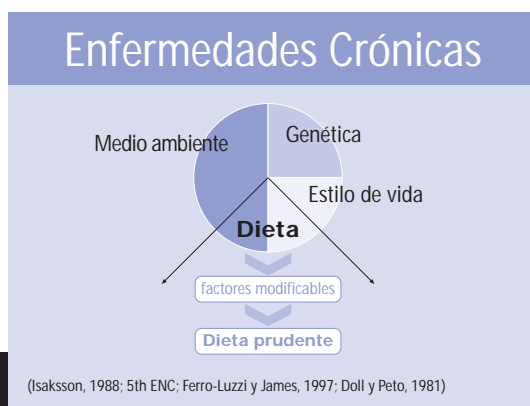 Enfermedades Crónicas
Medio ambiente
Genética
Estilo de vida
Dieta
factores modificables
Dieta prudente
(Isaksson, 1988; 5th ENC; Ferro-Luzzi y James, 1997; Doll y Peto, 1981)